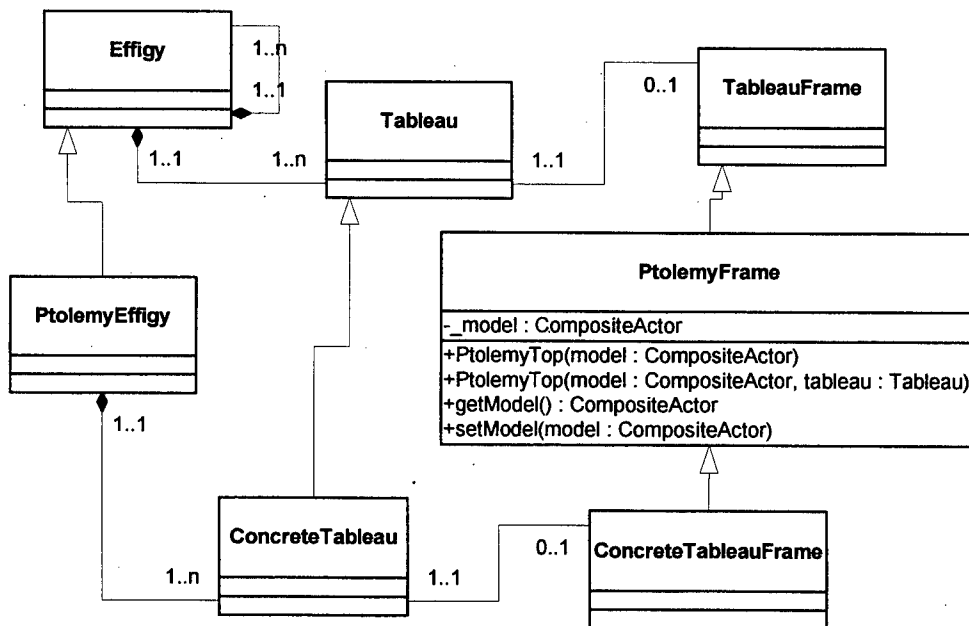 Effigy
1..n
1..1
1..1
1..n
Tableau
1..1
0..1
TableauFrame
PtolemyEffigy
1..1
PtolemyFrame
-_model : CompositeActor
+PtolemyTop(model : CompositeActor)
+PtolemyTop(model : CompositeActor, tableau : Tableau)
+getModel() : CompositeActor
+setModel(model : CompositeActor)
1..n
ConcreteTableau
1..1
0..1
ConcreteTableauFrame